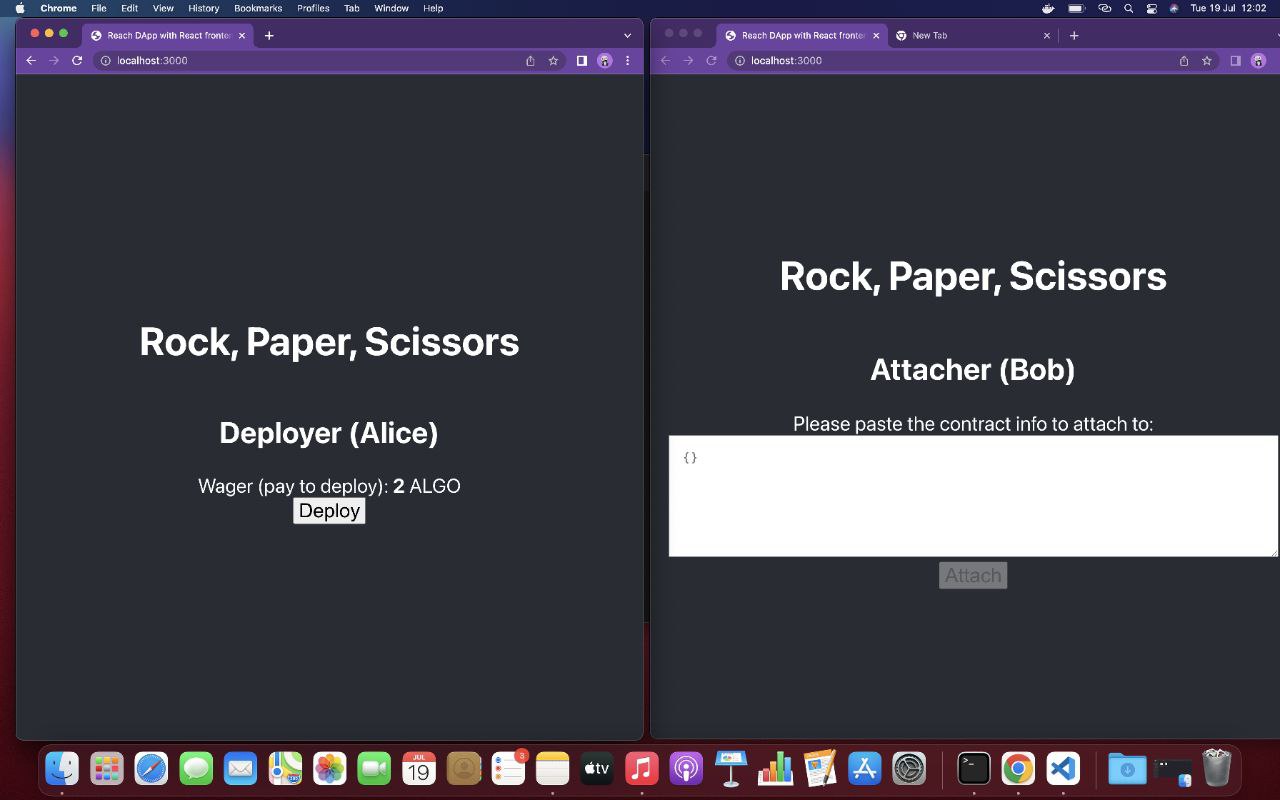 Chrome File Edit View History Bookmarks Profiles Tab Window Help Tue 19 Jul 12:02
Reach DApp with React fronten
localhost:3000
Rock, Paper, Scissors
Deployer (Alice)
Wager (pay to deploy): 2 ALGO
Deploy
Reach DApp with React fronten New Tab
localhost:3000
Rock, Paper, Scissors
Attacher (Bob)
Please paste the contract info to attach to:
{}
Attach
JUL
19
3
tv
>_